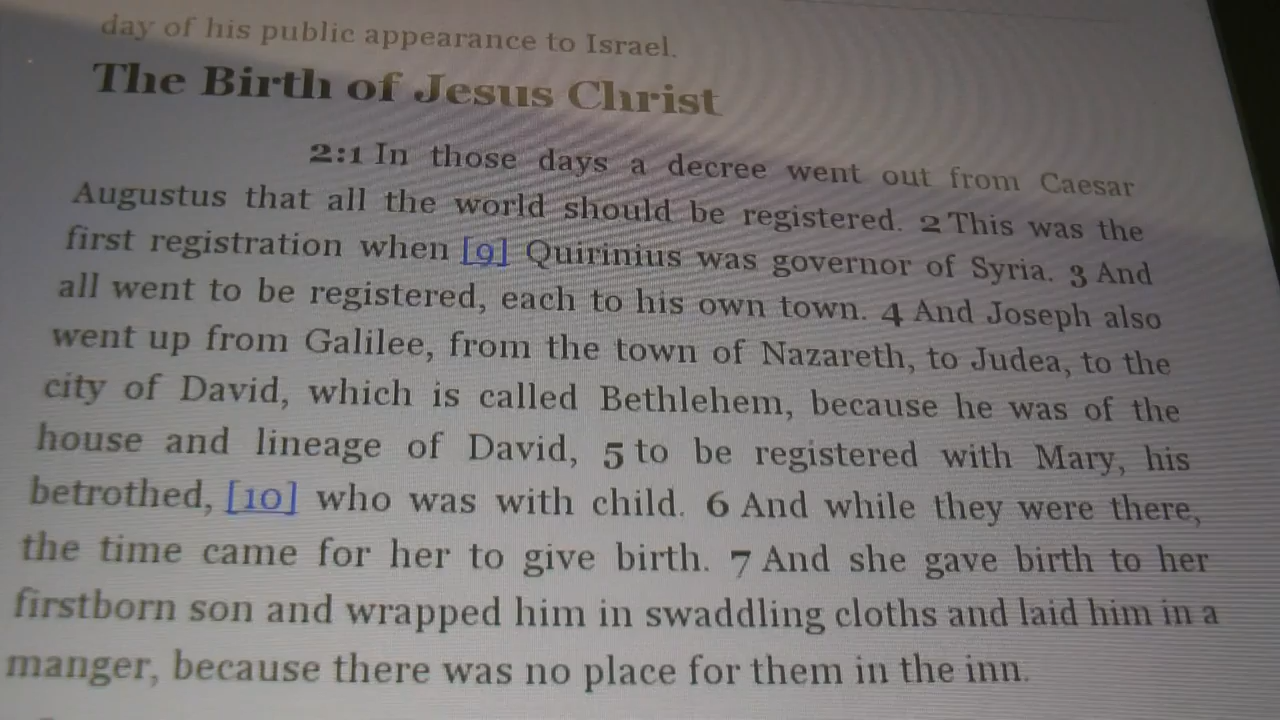 day of his public appearance to Israel.
The Birth of Jesus Christ
2:1 In those days a decree went out from Caesar
Augustus that all the world should be registered. 2 This was the
first registration when [9] Quirinius was governor of Syria. 3 And
all went to be registered, each to his own town. 4 And Joseph also
went up from Galilee, from the town of Nazareth, to Judea, to the
city of David, which is called Bethlehem, because he was of the
house and lineage of David, 5 to be registered with Mary, his
betrothed, [10] who was with child. 6 And while they were there,
the time came for her to give birth. 7 And she gave birth to her
firstborn son and wrapped him in swaddling cloths and laid him in a
manger, because there was no place for them in the inn.